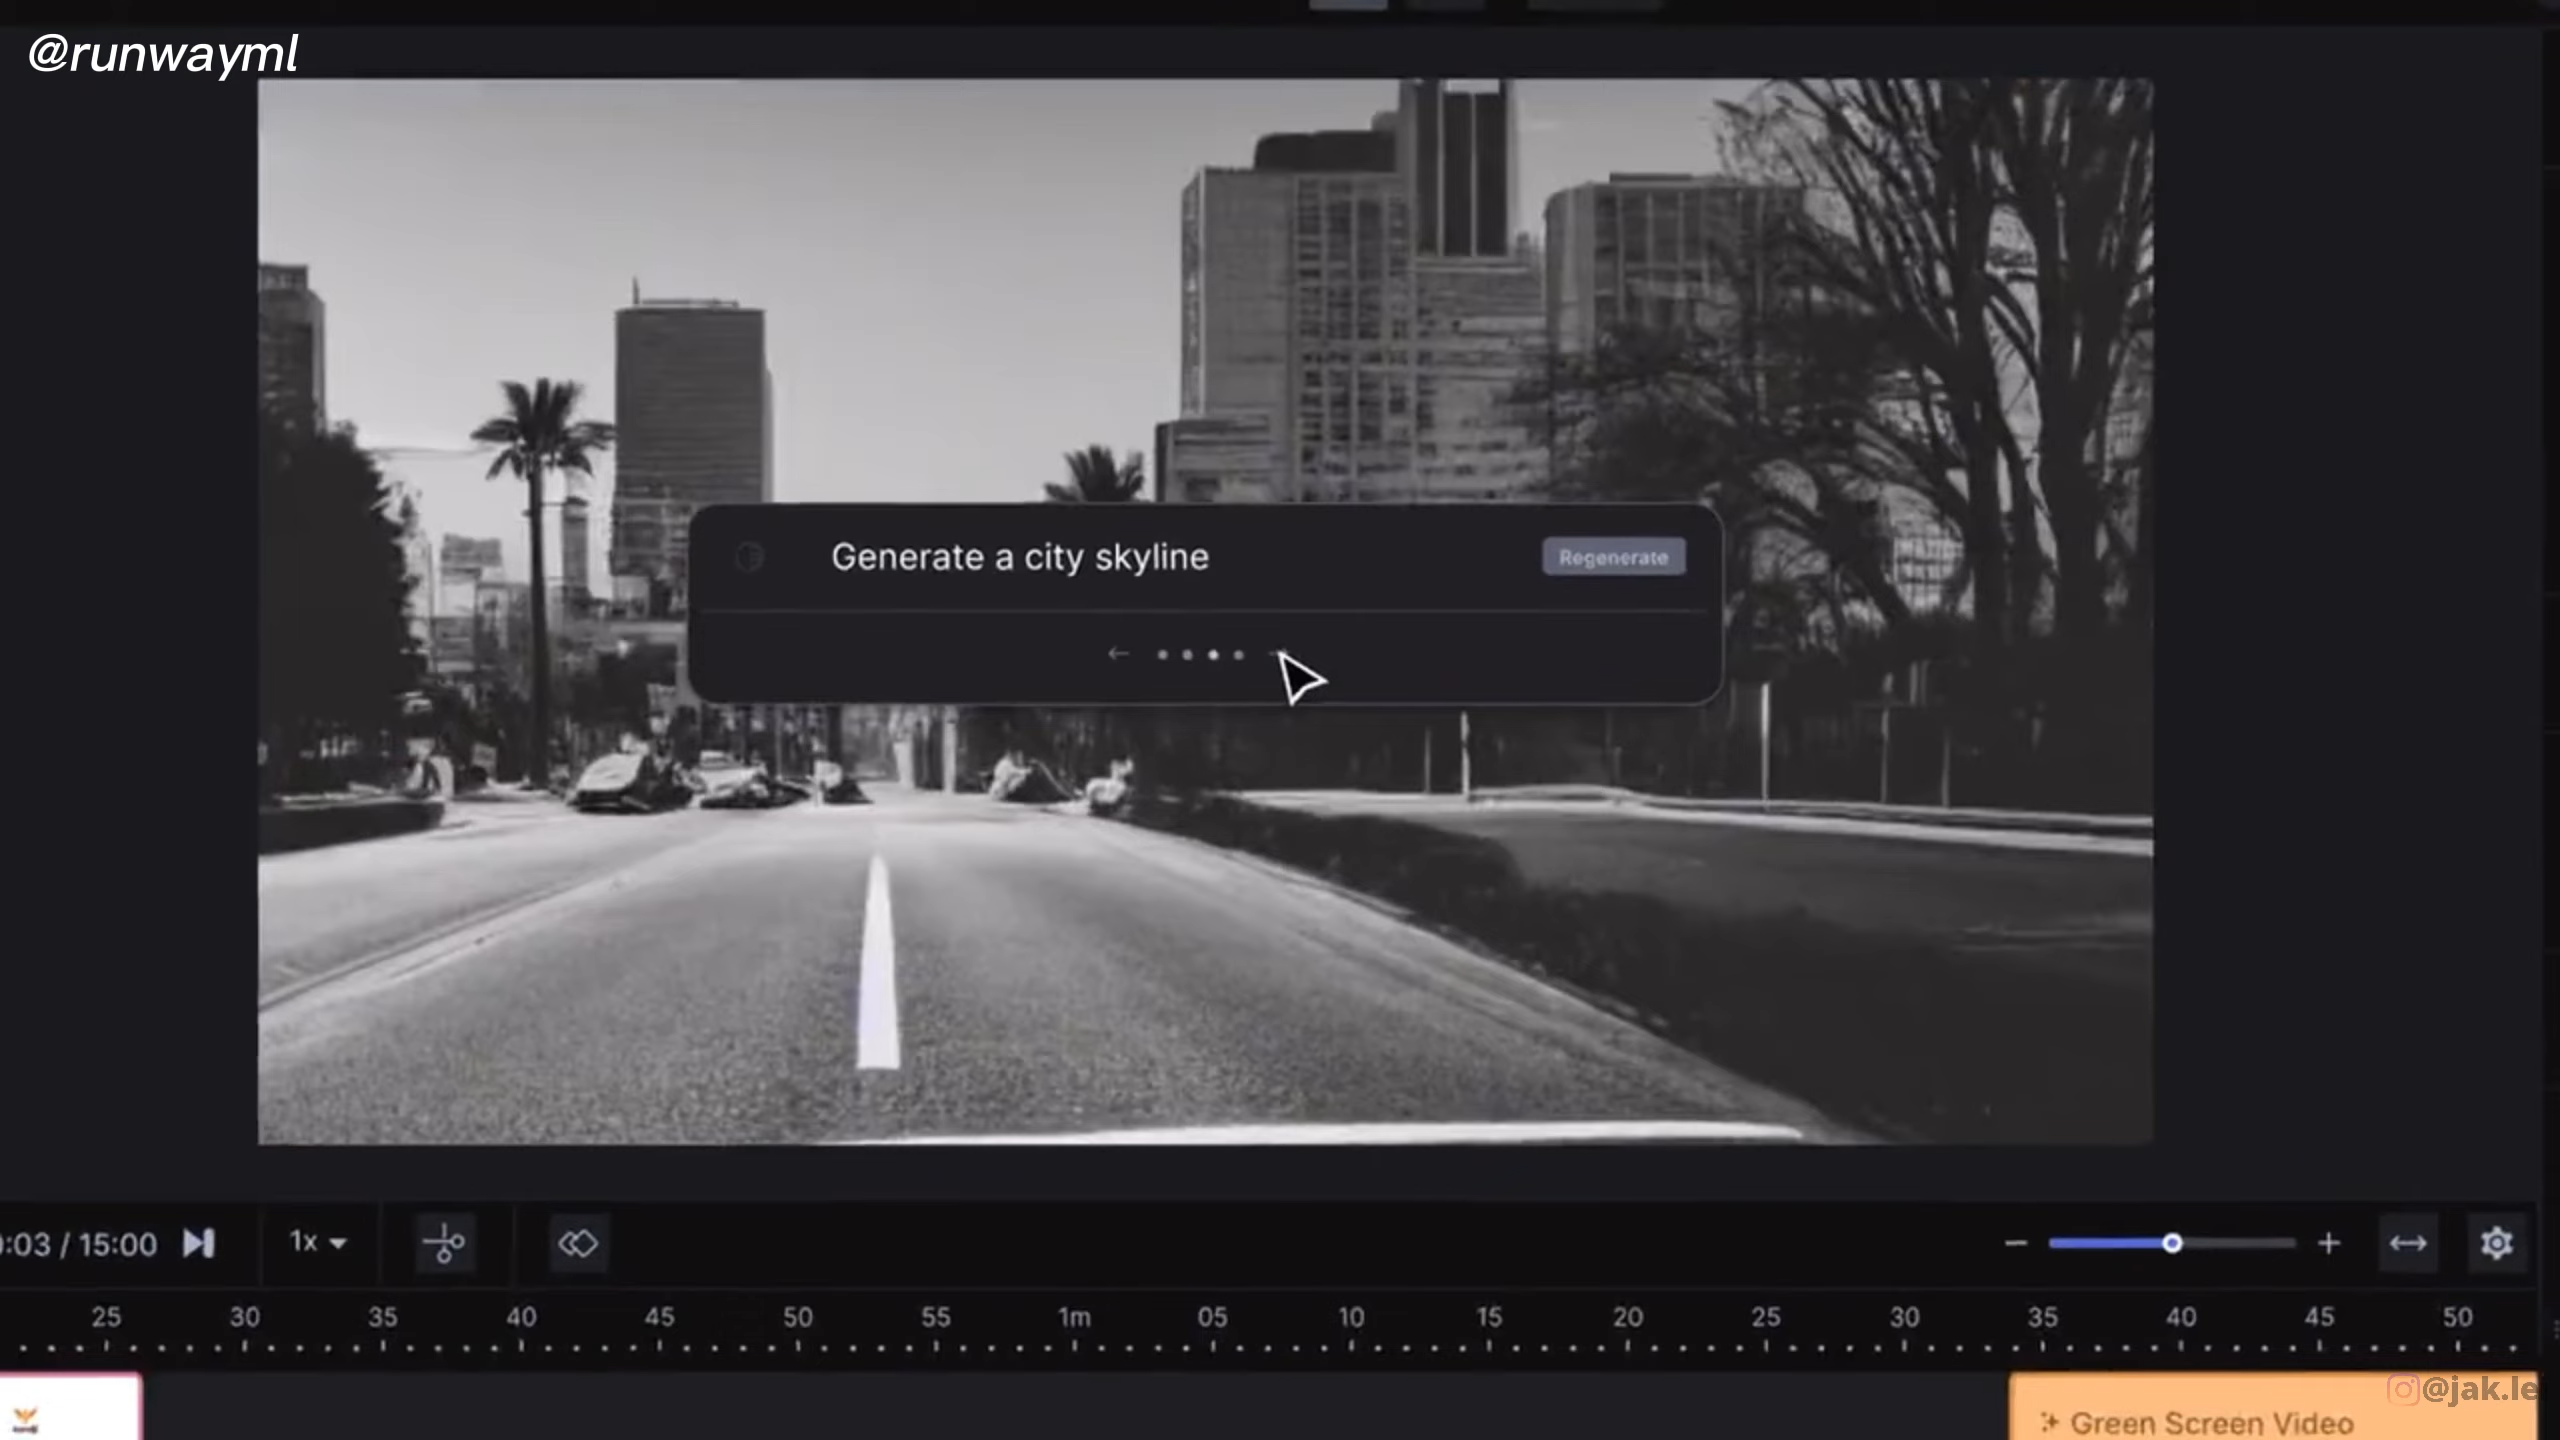 @runwayml
Generate a city skyline
Regenerate
0:03 / 15:00
1x
25 30 35 40 45 50 55 1m 05 10 15 20 25 30 35 40 45 50
@jak.le
Green Screen Video